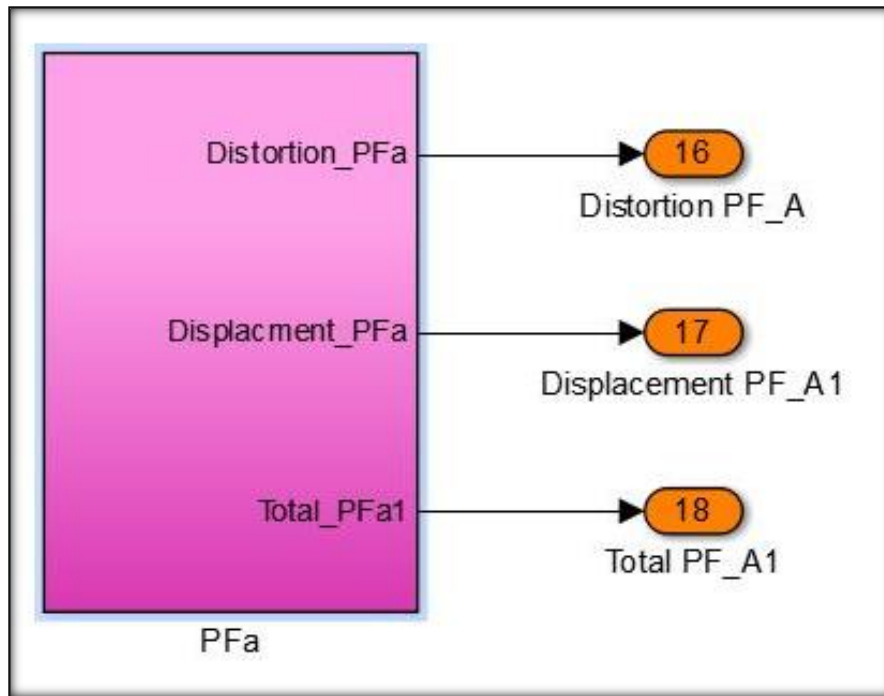 Distortion_PFa
16
Distortion PF_A
Displacment_PFa
17
Displacement PF_A1
Total_PFa1
18
Total PF_A1
PFa